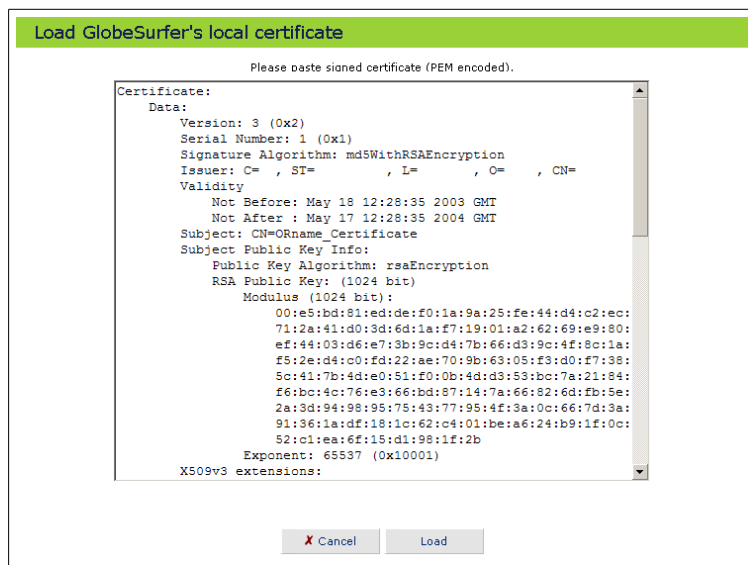 Load GlobeSurfer's local certificate
Please paste signed certificate (PEM encoded).
Certificate:
Data:
Version: 3 (0x2)
Serial Number: 1 (0x1)
Signature Algorithm: md5WithRSAEncryption
Issuer: C= , ST= , L= , O= , CN=
Validity
Not Before: May 18 12:28:35 2003 GMT
Not After : May 17 12:28:35 2004 GMT
Subject: CN=ORname_Certificate
Subject Public Key Info:
Public Key Algorithm: rsaEncryption
RSA Public Key: (1024 bit)
Modulus (1024 bit):
00:e5:bd:81:ed:de:f0:1a:9a:25:fe:44:d4:c2:ec:
71:2a:41:d0:3d:6d:1a:f7:19:01:a2:62:69:e9:80:
ef:44:03:d6:e7:3b:9c:d4:7b:66:d3:9c:4f:8c:1a:
f5:2e:d4:c0:fd:22:ae:70:9b:63:05:f3:d0:f7:38:
5c:41:7b:4d:e0:51:f0:0b:4d:d3:53:bc:7a:21:84:
f6:bc:4c:76:e3:66:bd:87:14:7a:66:82:6d:fb:5e:
2a:3d:94:98:95:75:43:77:95:4f:3a:0c:66:7d:3a:
91:36:1a:df:18:1c:62:c4:01:be:a6:24:b9:1f:0c:
52:c1:ea:6f:15:d1:98:1f:2b
Exponent: 65537 (0x10001)
X509v3 extensions:
Cancel Load